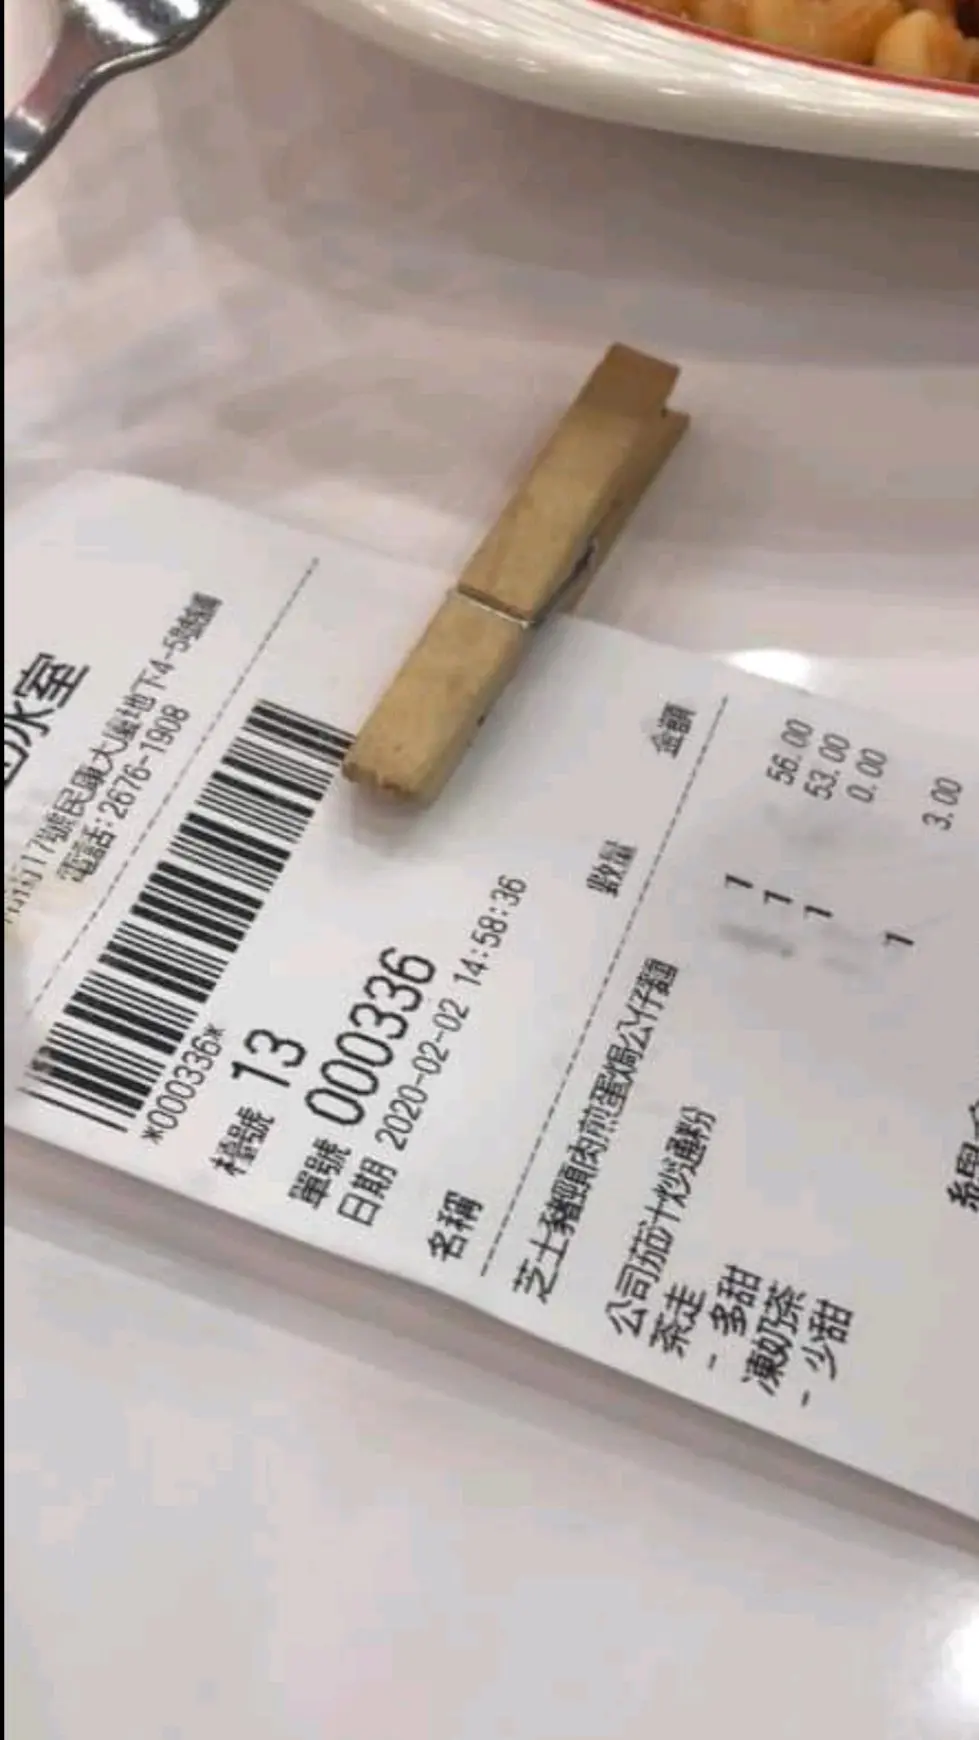 冰室
17號民康大廈地下4-5號舖
電話:2676-1908
*000336*
檯號 13
單號 000336
日期 2020-02-02 14:58:36
名稱 數量 金額
芝士豬頸肉煎蛋焗公仔麵 1 56.00
公司茄汁炒通粉 1 53.00
茶走 1 0.00
- 多甜
凍奶茶 1 3.00
- 少甜